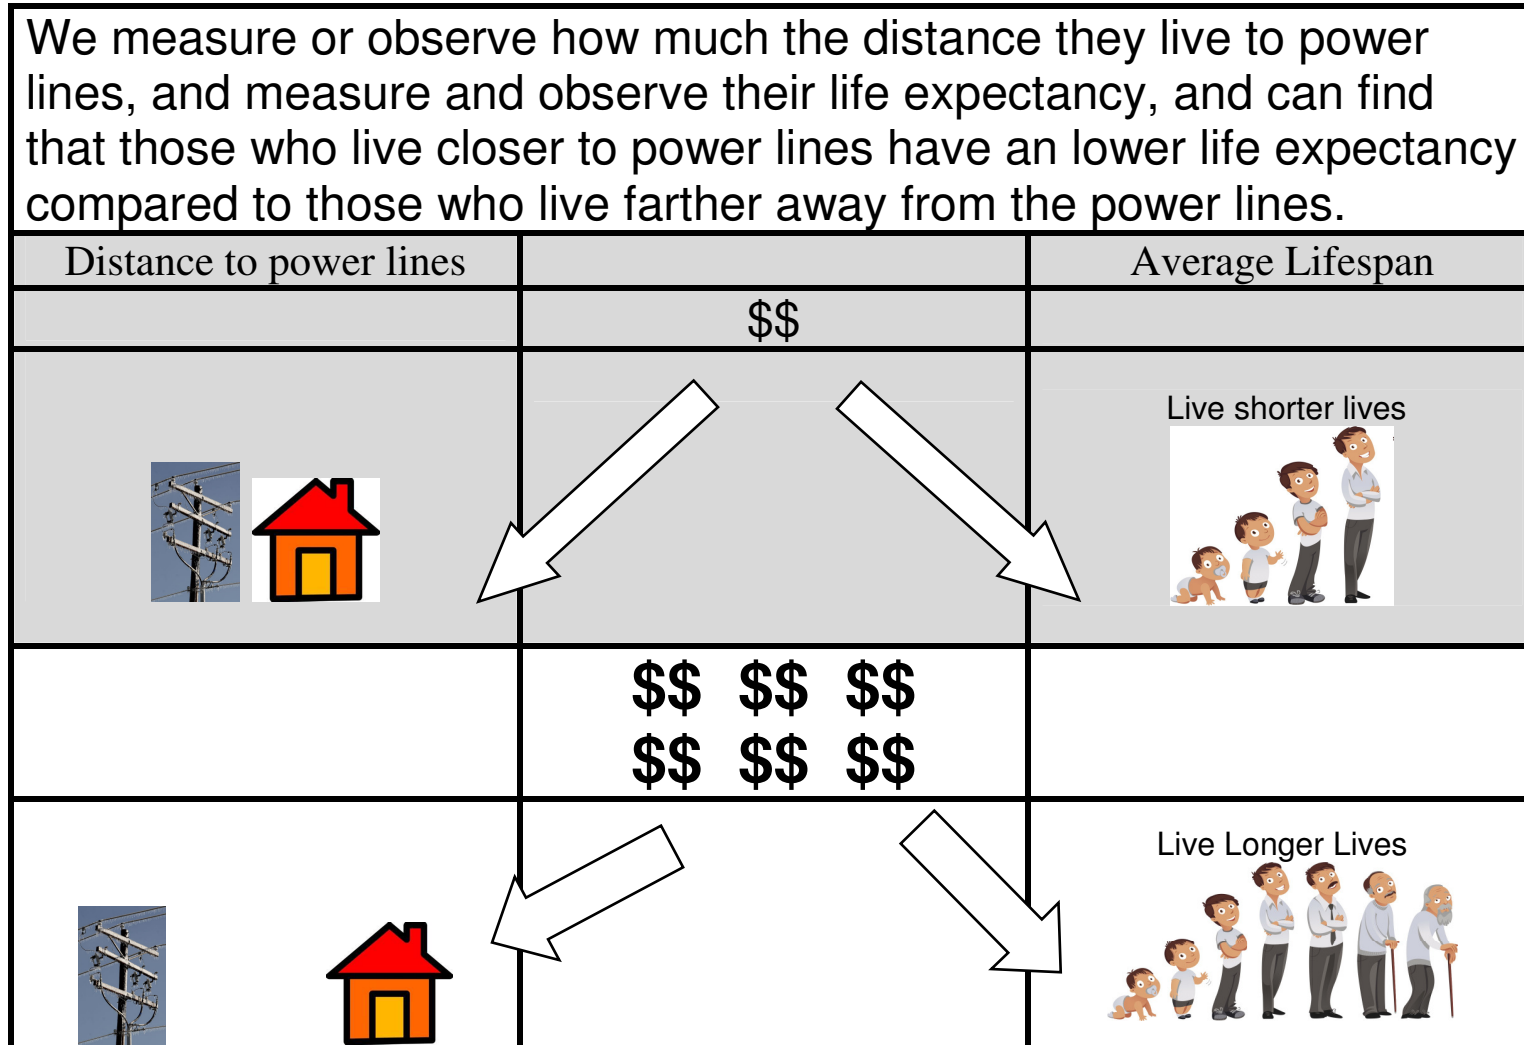 We measure or observe how much the distance they live to power
lines, and measure and observe their life expectancy, and can find
that those who live closer to power lines have an lower life expectancy
compared to those who live farther away from the power lines.
Distance to power lines Average Lifespan
$$
Live shorter lives
$$ $$ $$
$$ $$ $$
Live Longer Lives